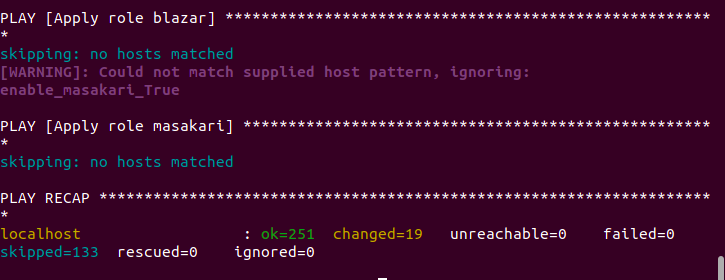 PLAY [Apply role blazar] ******************************************************
*
skipping: no hosts matched
[WARNING]: Could not match supplied host pattern, ignoring:
enable_masakari_True
PLAY [Apply role masakari] ****************************************************
*
skipping: no hosts matched
PLAY RECAP ********************************************************************
*
localhost : ok=251 changed=19 unreachable=0 failed=0
skipped=133 rescued=0 ignored=0